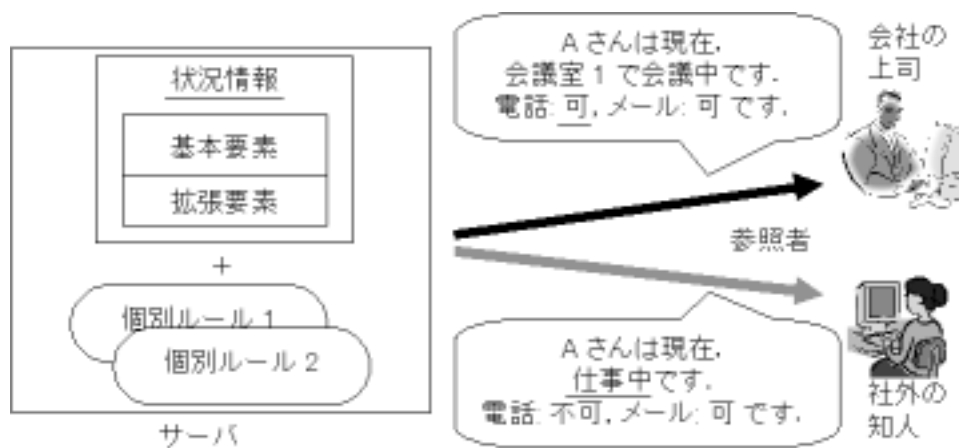 状況情報
基本要素
拡張要素
+
個別ルール 1
個別ルール 2
サーバ
A さんは現在,
会議室 1 で会議中です.
電話: 可, メール: 可 です.
会社の
上司
参照者
A さんは現在,
仕事中です.
電話: 不可, メール: 可 です.
社外の
知人